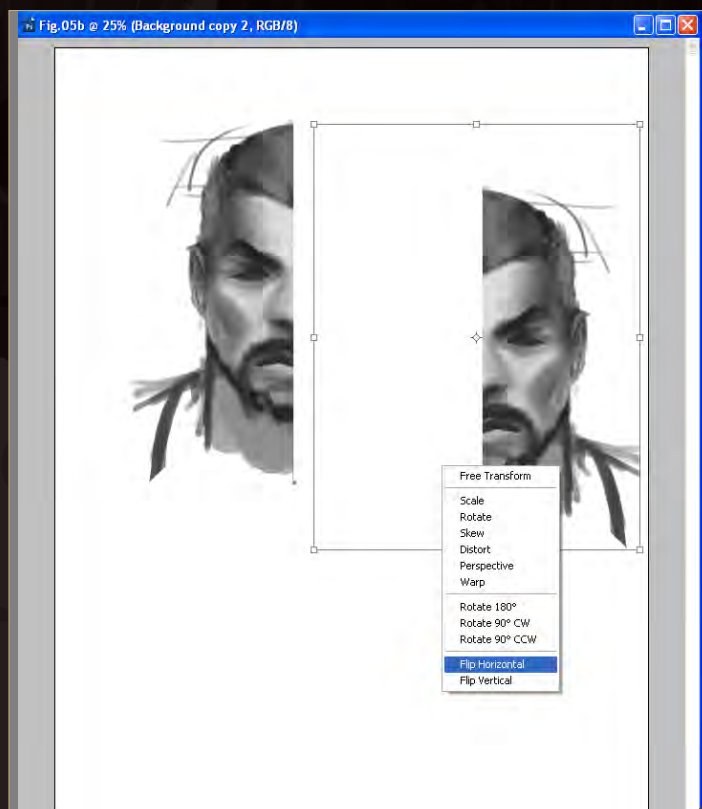 Fig.05b @ 25% (Background copy 2, RGB/8)
Free Transform
Scale
Rotate
Skew
Distort
Perspective
Warp
Rotate 180°
Rotate 90° CW
Rotate 90° CCW
Flip Horizontal
Flip Vertical